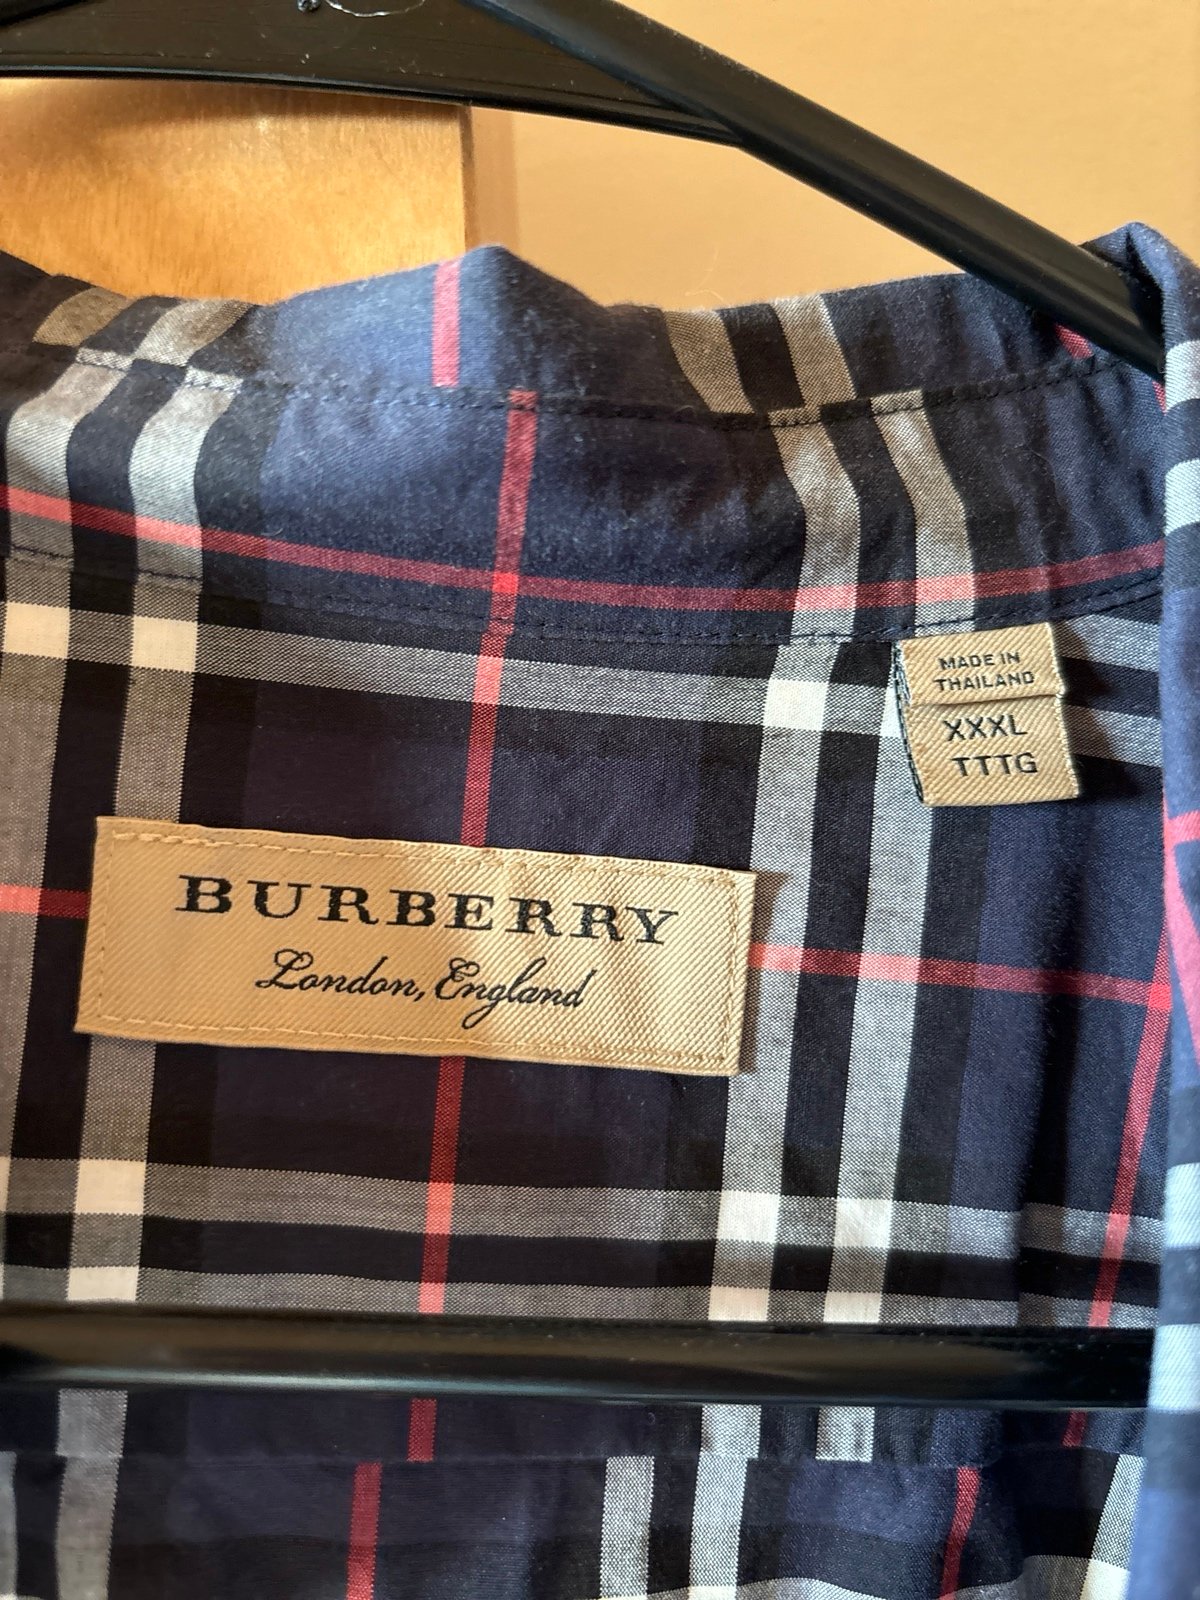 MADE IN
THAILAND
XXXL
TTTG
BURBERRY
London, England